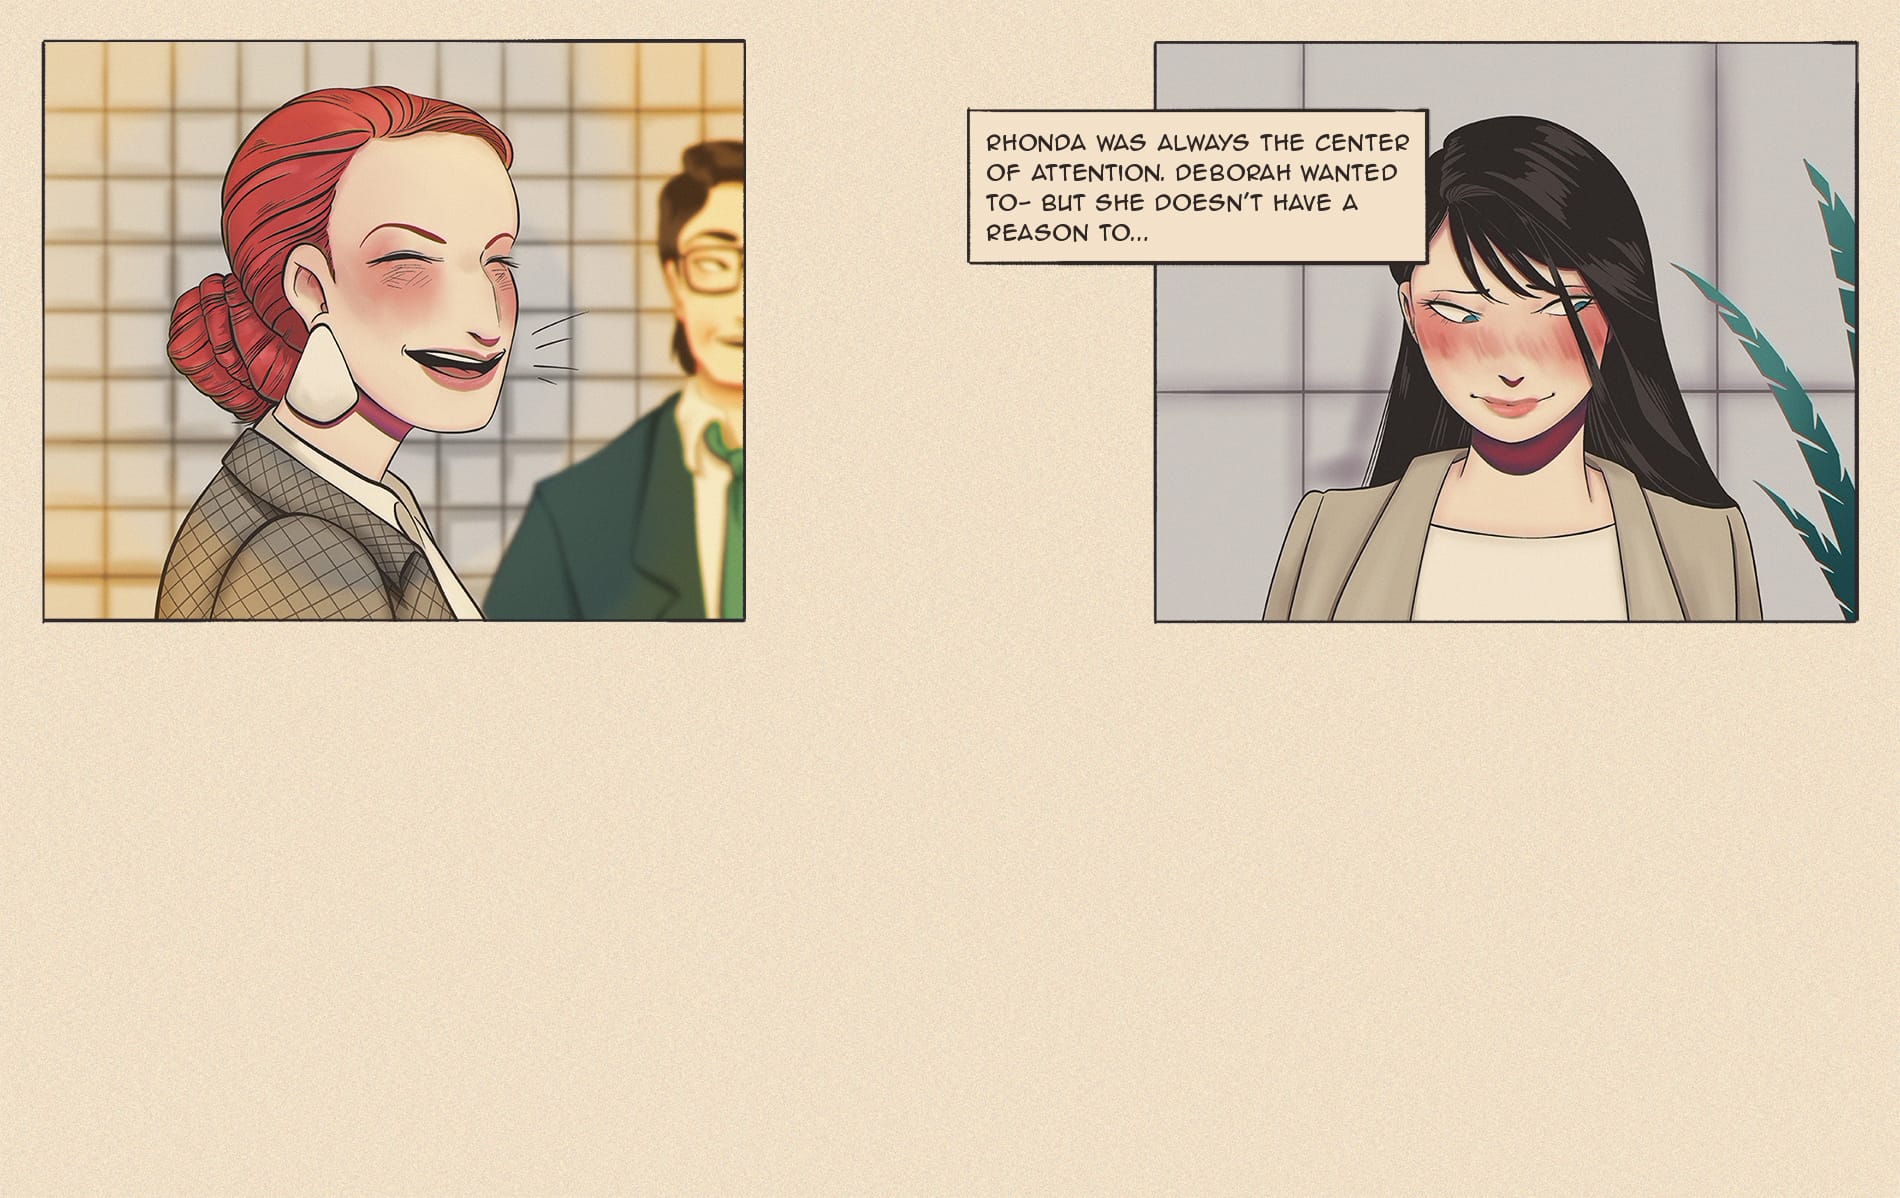 RHONDA WAS ALWAYS THE CENTER
OF ATTENTION. DEBORAH WANTED
TO- BUT SHE DOESN'T HAVE A
REASON TO...